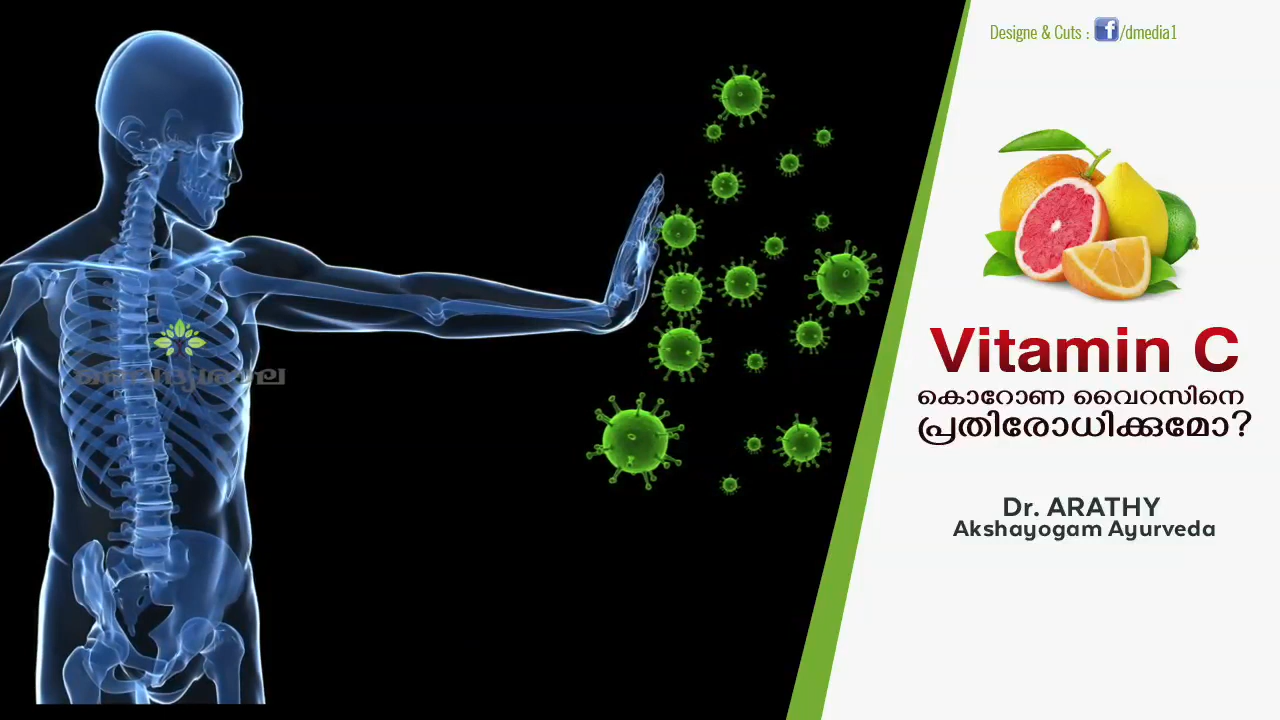 Designe & Cuts : f/dmedia1
Vitamin C
കൊറോണ വൈറസിനെ
പ്രതിരോധിക്കുമോ?
Dr. ARATHY
Akshayogam Ayurveda